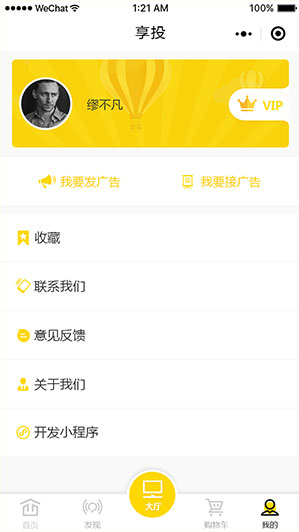 WeChat 1:21 AM 100%
享投
缪不凡
VIP
我要发广告 我要接广告
收藏
联系我们
意见反馈
关于我们
开发小程序
首页 发现 大厅 购物车 我的